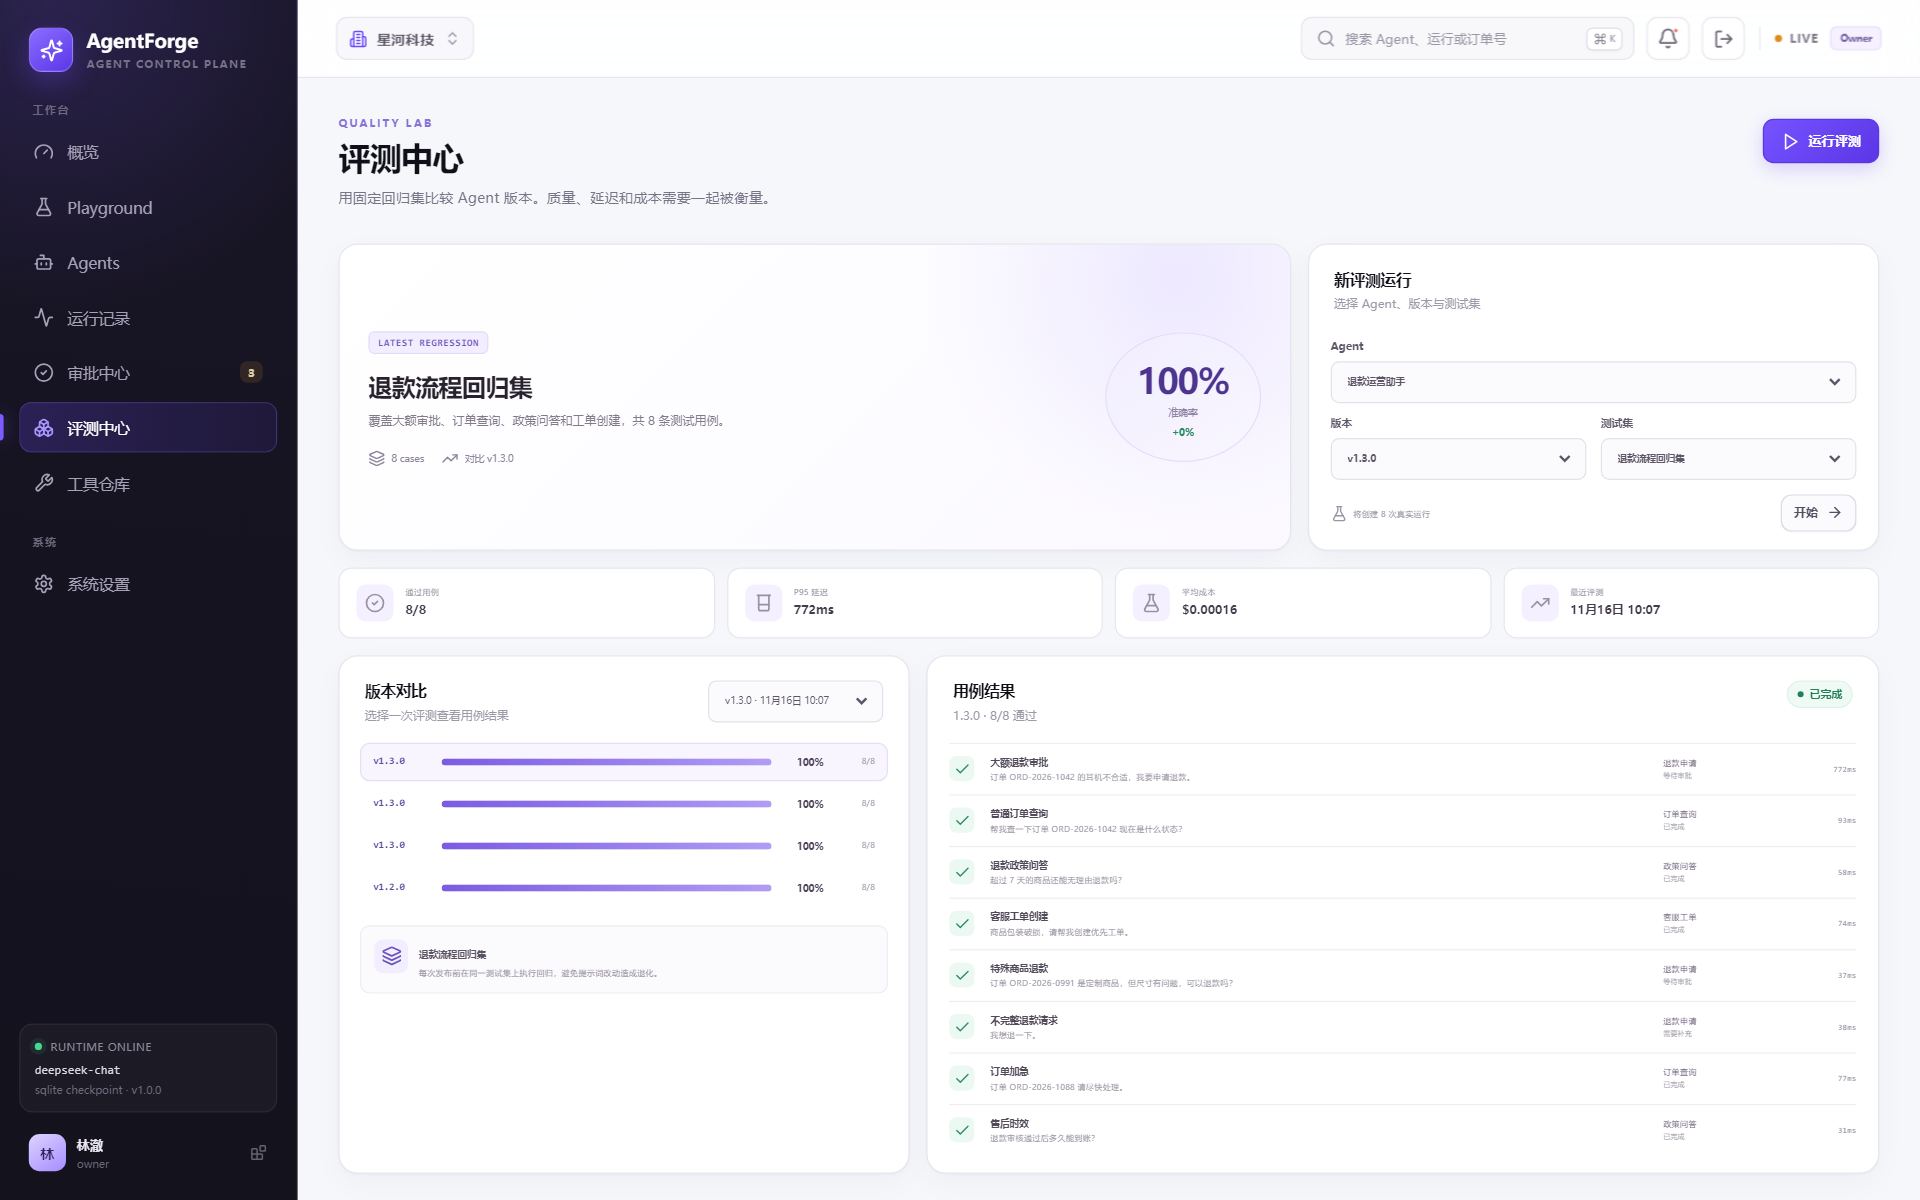 AgentForge
AGENT CONTROL PLANE
工作台
概览
Playground
Agents
运行记录
审批中心
3
评测中心
工具仓库
系统
系统设置
RUNTIME ONLINE
deepseek-chat
sqlite checkpoint · v1.0.0
林
林澈
owner
星河科技
搜索 Agent、运行或订单号
⌘ K
LIVE
Owner
QUALITY LAB
评测中心
用固定回归集比较 Agent 版本。质量、延迟和成本需要一起被衡量。
运行评测
LATEST REGRESSION
退款流程回归集
覆盖大额审批、订单查询、政策问答和工单创建，共 8 条测试用例。
8 cases
对比 v1.3.0
100%
准确率
+0%
新评测运行
选择 Agent、版本与测试集
Agent
退款运营助手
版本
测试集
v1.3.0
退款流程回归集
将创建 8 次真实运行
开始
通过用例
8/8
P95 延迟
772ms
平均成本
$0.00016
最近评测
11月16日 10:07
版本对比
选择一次评测查看用例结果
v1.3.0 · 11月16日 10:07
v1.3.0
100%
8/8
v1.3.0
100%
8/8
v1.3.0
100%
8/8
v1.2.0
100%
8/8
退款流程回归集
每次发布前在同一测试集上执行回归，避免提示词改动造成退化。
用例结果
1.3.0 · 8/8 通过
已完成
大额退款审批
订单 ORD-2026-1042 的耳机不合适，我要申请退款。
退款申请
等待审批
772ms
普通订单查询
帮我查一下订单 ORD-2026-1042 现在是什么状态？
订单查询
已完成
93ms
退款政策问答
超过 7 天的商品还能无理由退款吗？
政策问答
已完成
58ms
客服工单创建
商品包装破损，请帮我创建优先工单。
客服工单
已完成
74ms
特殊商品退款
订单 ORD-2026-0991 是定制商品，但尺寸有问题，可以退款吗？
退款申请
等待审批
37ms
不完整退款请求
我想退一下。
退款申请
需要补充
38ms
订单加急
订单 ORD-2026-1088 请尽快处理。
订单查询
已完成
77ms
售后时效
退款审核通过后多久能到账？
政策问答
已完成
31ms